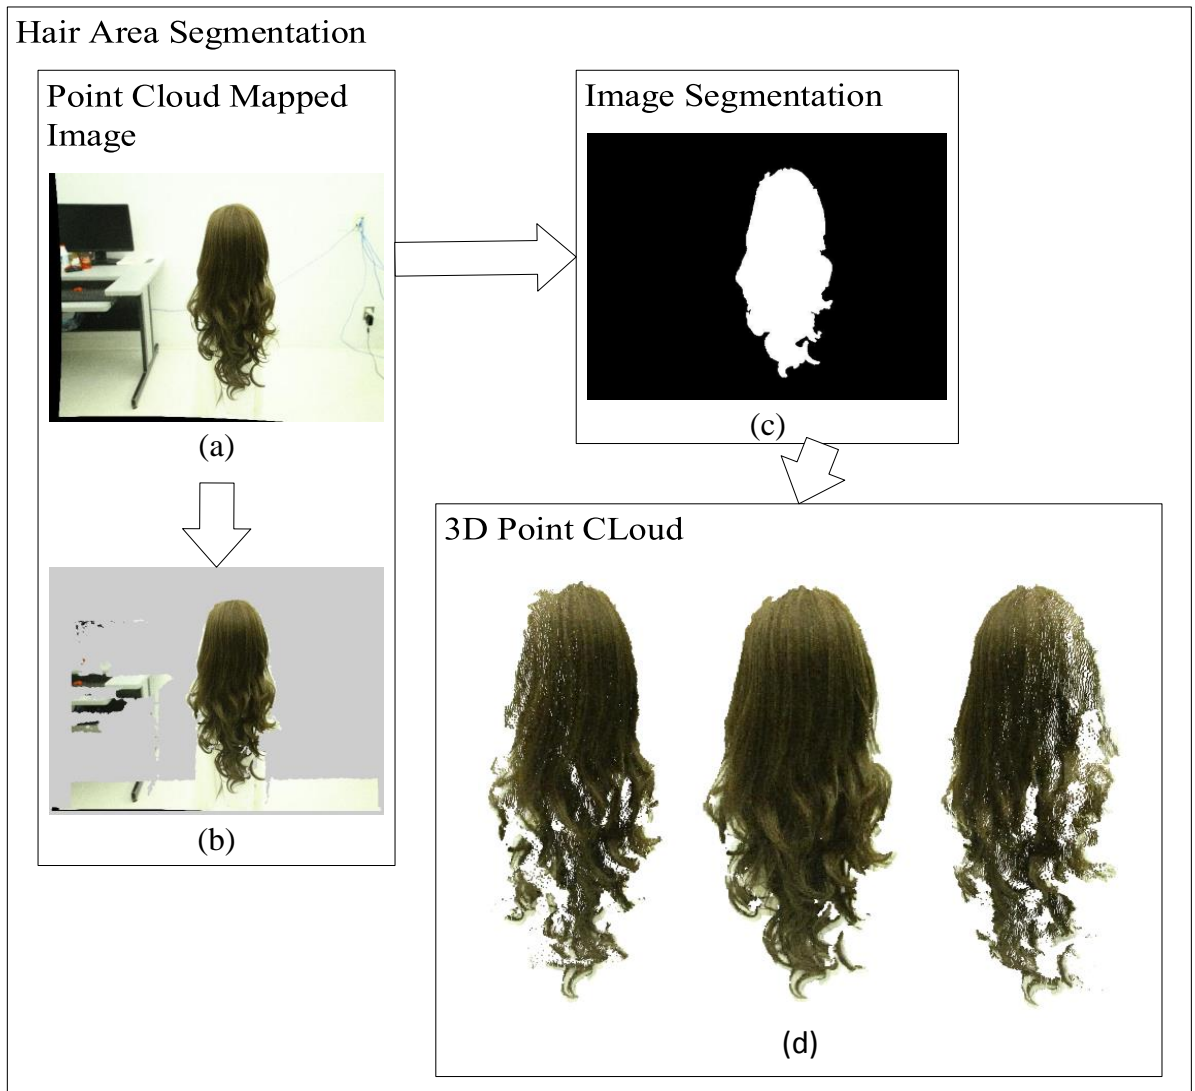 Hair Area Segmentation
Point Cloud Mapped
Image
(a)
(b)
Image Segmentation
(c)
3D Point CLoud
(d)